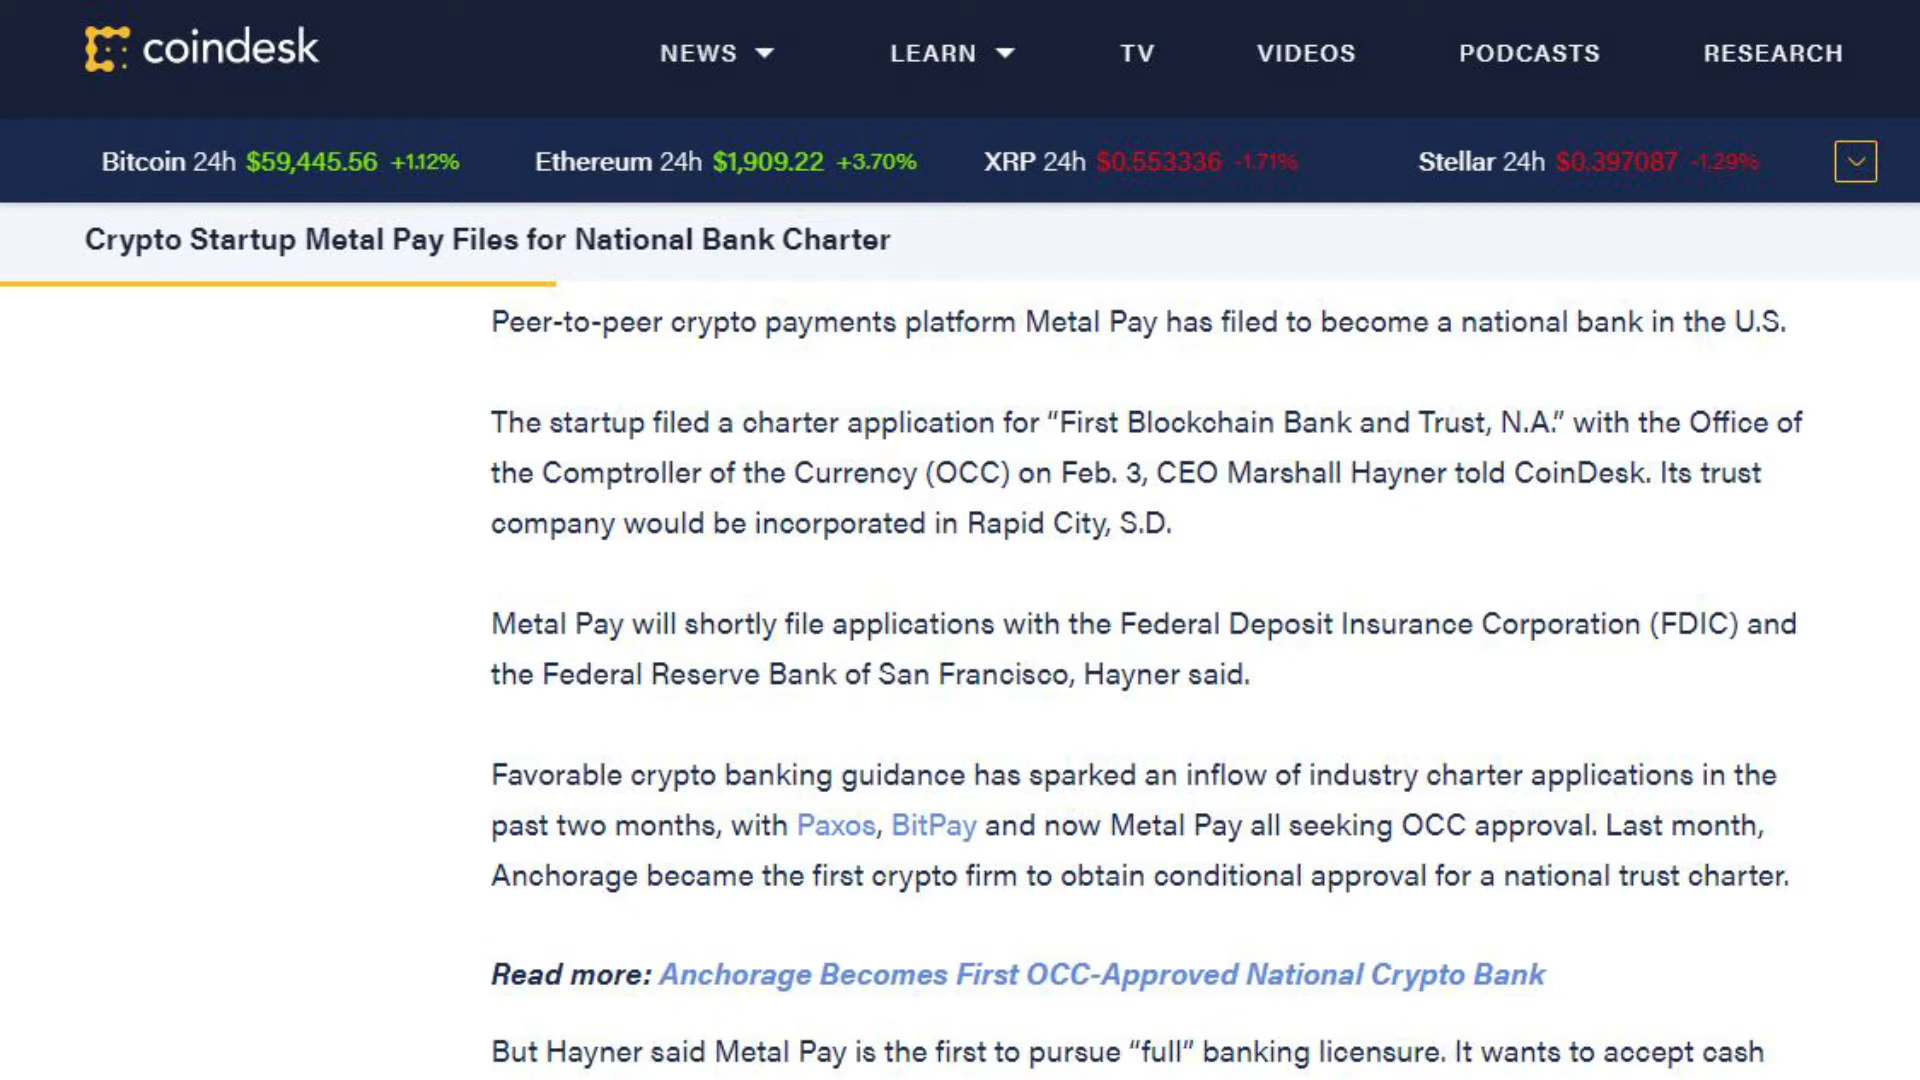 coindesk
NEWS LEARN TV VIDEOS PODCASTS RESEARCH
Bitcoin 24h $59,445.56 +1.12% Ethereum 24h $1,909.22 +3.70% XRP 24h $0.553336 -1.71% Stellar 24h $0.397087 -1.29%
Crypto Startup Metal Pay Files for National Bank Charter
Peer-to-peer crypto payments platform Metal Pay has filed to become a national bank in the U.S.
The startup filed a charter application for “First Blockchain Bank and Trust, N.A.” with the Office of
the Comptroller of the Currency (OCC) on Feb. 3, CEO Marshall Hayner told CoinDesk. Its trust
company would be incorporated in Rapid City, S.D.
Metal Pay will shortly file applications with the Federal Deposit Insurance Corporation (FDIC) and
the Federal Reserve Bank of San Francisco, Hayner said.
Favorable crypto banking guidance has sparked an inflow of industry charter applications in the
past two months, with Paxos, BitPay and now Metal Pay all seeking OCC approval. Last month,
Anchorage became the first crypto firm to obtain conditional approval for a national trust charter.
Read more: Anchorage Becomes First OCC-Approved National Crypto Bank
But Hayner said Metal Pay is the first to pursue “full” banking licensure. It wants to accept cash